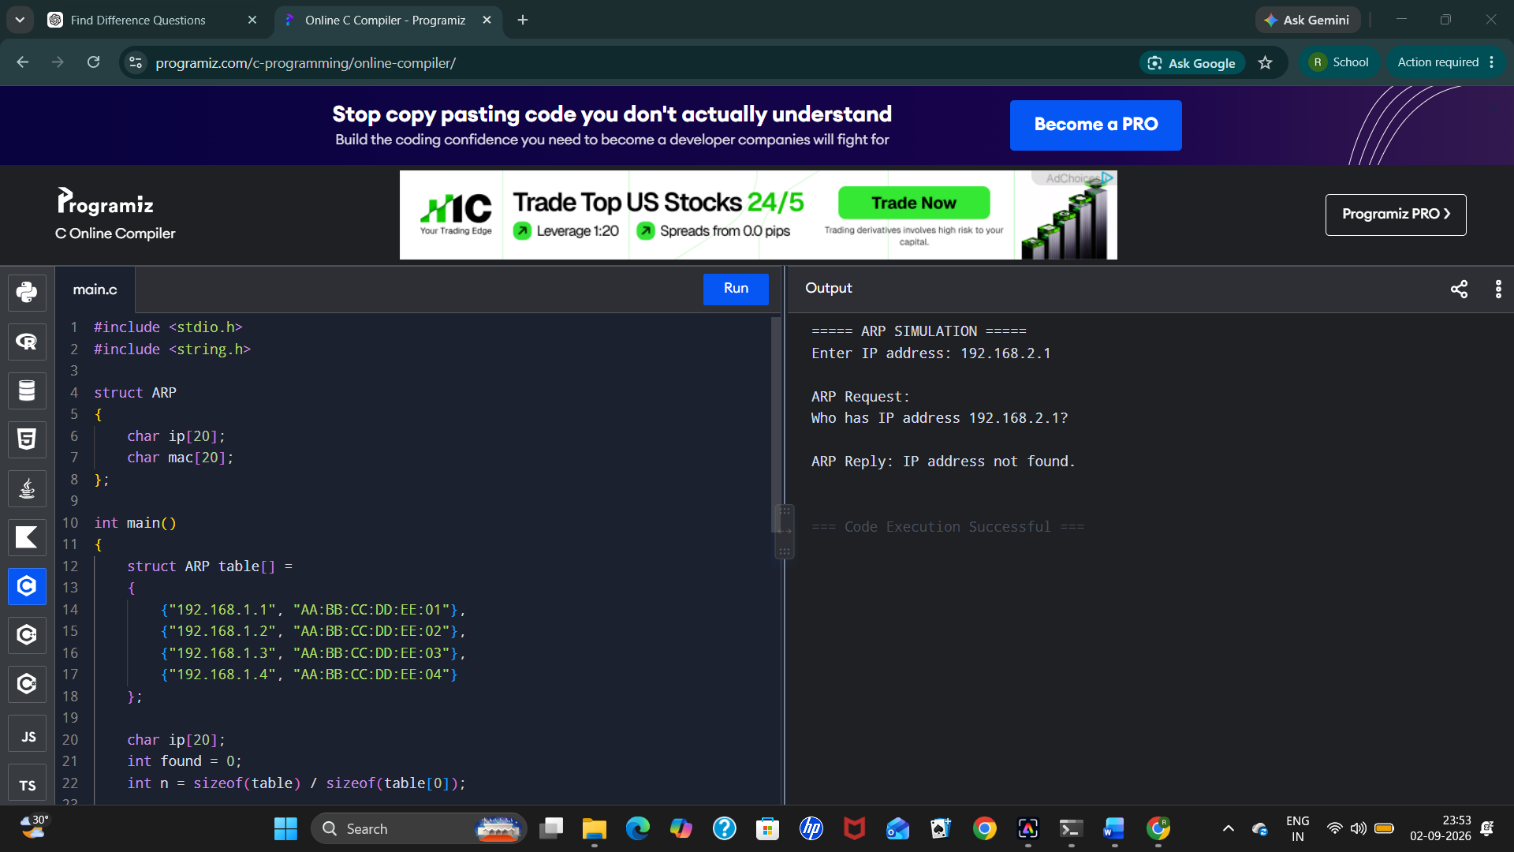 Find Difference Questions
Online C Compiler - Programiz
Ask Gemini
programiz.com/c-programming/online-compiler/
Ask Google
R School
Action required
Stop copy pasting code you don't actually understand
Build the coding confidence you need to become a developer companies will fight for
Become a PRO
Programiz
C Online Compiler
HIC
Your Trading Edge
Trade Top US Stocks 24/5
Leverage 1:20
Spreads from 0.0 pips
Trade Now
Trading derivatives involves high risk to your
capital.
AdChoices
Programiz PRO
main.c
Run
Output
1 #include <stdio.h>
2 #include <string.h>
3
4 struct ARP
5 {
6 char ip[20];
7 char mac[20];
8 };
9
10 int main()
11 {
12 struct ARP table[] =
13 {
14 {"192.168.1.1", "AA:BB:CC:DD:EE:01"},
15 {"192.168.1.2", "AA:BB:CC:DD:EE:02"},
16 {"192.168.1.3", "AA:BB:CC:DD:EE:03"},
17 {"192.168.1.4", "AA:BB:CC:DD:EE:04"}
18 };
19
20 char ip[20];
21 int found = 0;
22 int n = sizeof(table) / sizeof(table[0]);
23
===== ARP SIMULATION =====
Enter IP address: 192.168.2.1
ARP Request:
Who has IP address 192.168.2.1?
ARP Reply: IP address not found.
=== Code Execution Successful ===
JS
TS
30°
Search
ENG
IN
23:53
02-09-2026